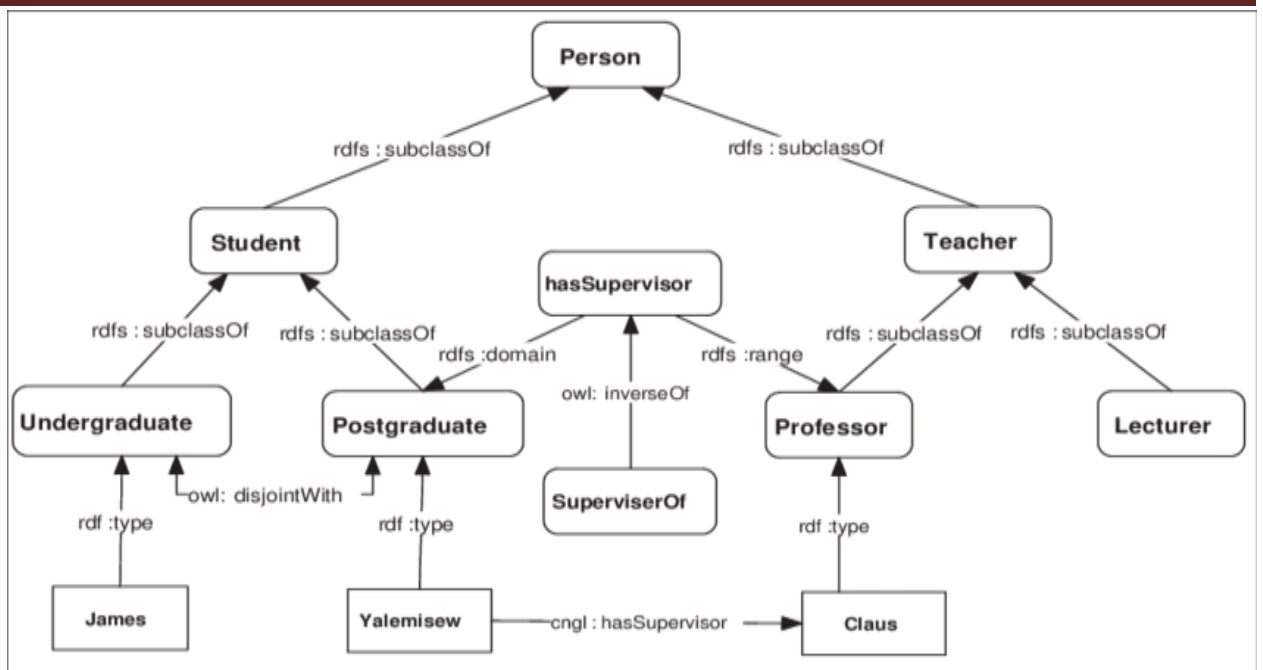 Person
rdfs : subclassOf
rdfs : subclassOf
Student
Teacher
hasSupervisor
rdfs : subclassOf
rdfs : subclassOf
rdfs :domain
rdfs :range
rdfs : subclassOf
rdfs : subclassOf
owl: inverseOf
Undergraduate
Postgraduate
Professor
Lecturer
owl: disjointWith
SuperviserOf
rdf :type
rdf :type
rdf :type
James
Yalemisew
cngl : hasSupervisor
Claus